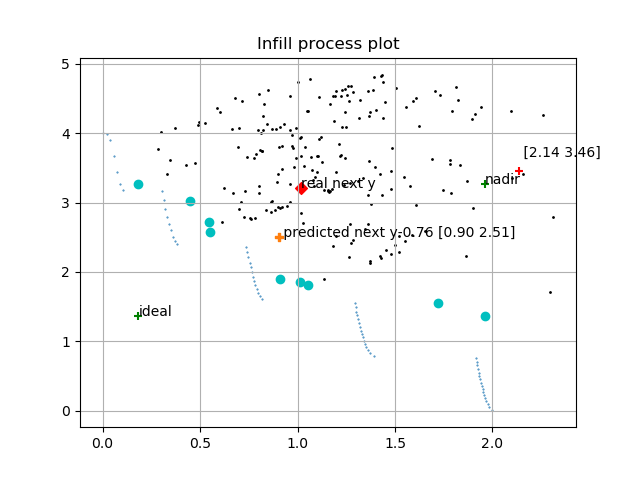 Infill process plot
5
4
3
2
1
0
[2.14 3.46]
nadir
real next y
predicted next y-0.76 [0.90 2.51]
ideal
0.0 0.5 1.0 1.5 2.0